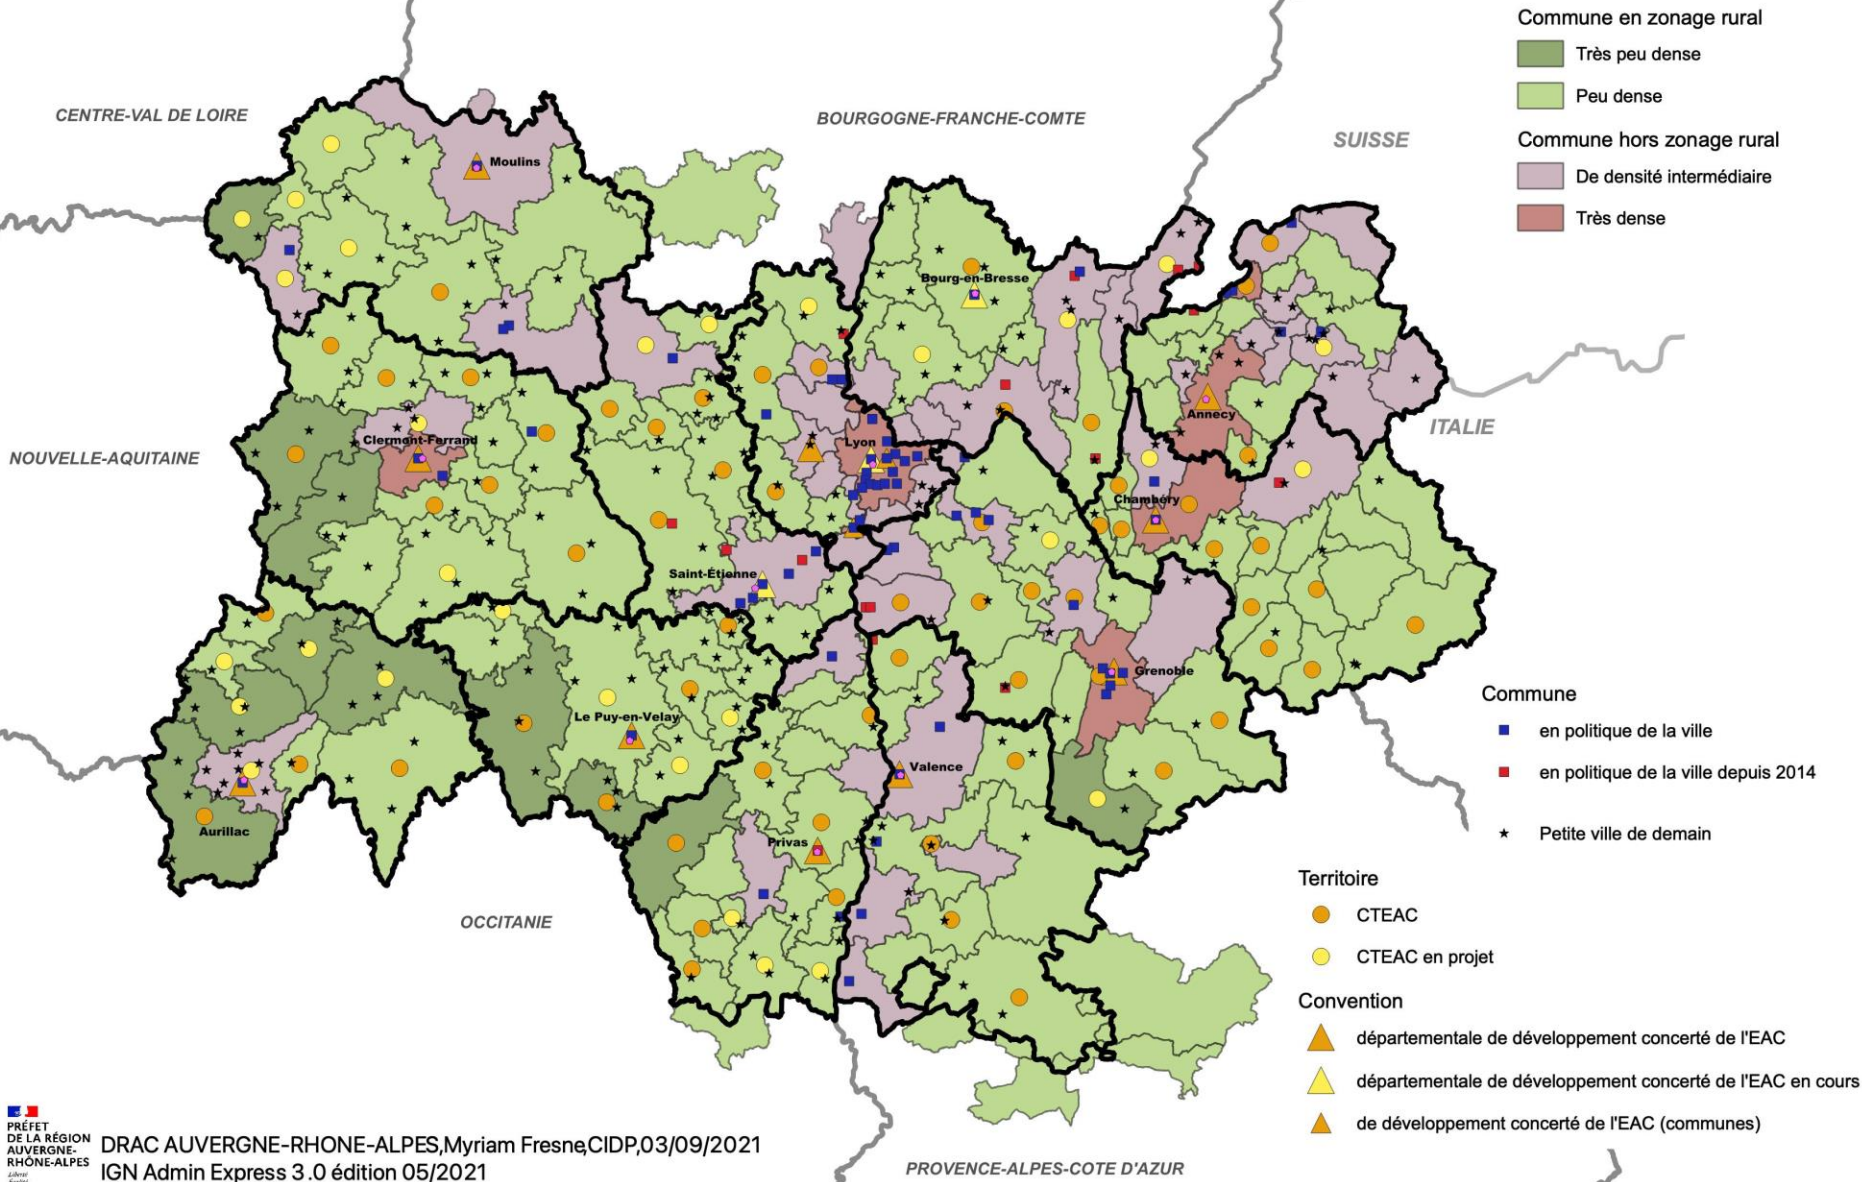 Commune en zonage rural
Très peu dense
Peu dense
Commune hors zonage rural
De densité intermédiaire
Très dense
CENTRE-VAL DE LOIRE
BOURGOGNE-FRANCHE-COMTE
SUISSE
Moulins
Bourg-en-Bresse
Annecy
ITALIE
Clermont-Ferrand
Lyon
NOUVELLE-AQUITAINE
Chambéry
Saint-Étienne
Grenoble
Le Puy-en-Velay
Valence
Aurillac
Privas
OCCITANIE
Commune
en politique de la ville
en politique de la ville depuis 2014
Petite ville de demain
Territoire
CTEAC
CTEAC en projet
Convention
départementale de développement concerté de l'EAC
départementale de développement concerté de l'EAC en cours
de développement concerté de l'EAC (communes)
PROVENCE-ALPES-COTE D'AZUR
PRÉFET
DE LA RÉGION
AUVERGNE-
RHÔNE-ALPES
Liberté
Égalité
DRAC AUVERGNE-RHONE-ALPES,Myriam Fresne,CIDP,03/09/2021
IGN Admin Express 3.0 édition 05/2021